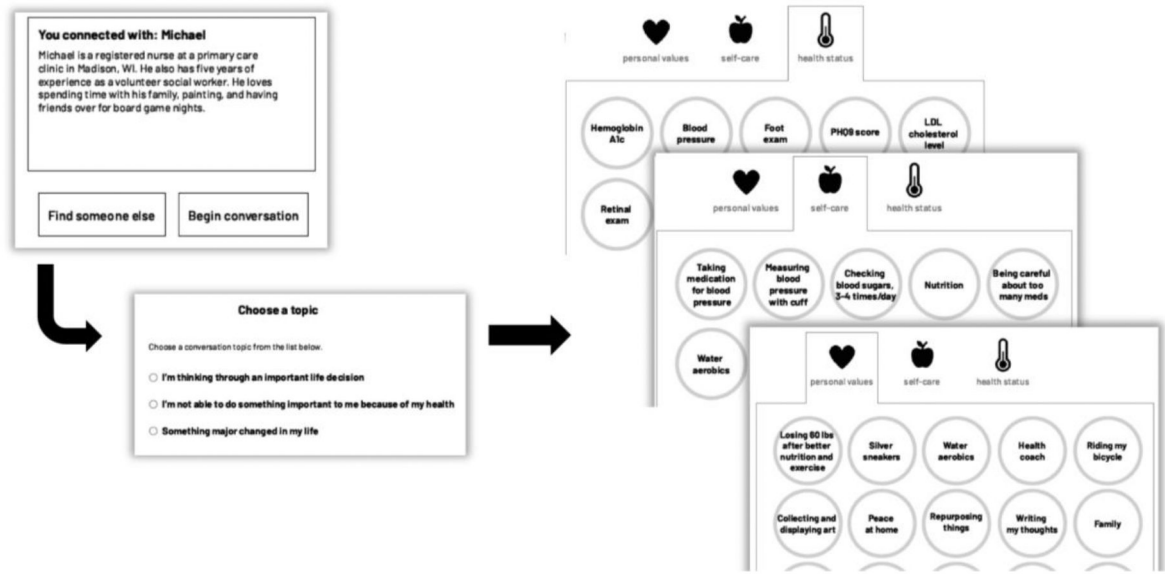 You connected with: Michael
Michael is a registered nurse at a primary care
clinic in Madison, WI. He also has five years of
experience as a volunteer social worker. He loves
spending time with his family, painting, and having
friends over for board game nights.
Find someone else
Begin conversation
Choose a topic
Choose a conversation topic from the list below.
I'm thinking through an important life decision
I'm not able to do something important to me because of my health
Something major changed in my life
personal values
self-care
health status
Hemoglobin
A1c
Blood
pressure
Foot
exam
PHQ9 score
LDL
cholesterol
level
Retinal
exam
personal values
self-care
health status
Taking
medication
for blood
pressure
Measuring
blood
pressure
with cuff
Checking
blood sugars,
3-4 times/day
Nutrition
Being careful
about too
many meds
Water
aerobics
personal values
self-care
health status
Losing 60 lbs
after better
nutrition and
exercise
Silver
sneakers
Water
aerobics
Health
coach
Riding my
bicycle
Collecting and
displaying art
Peace
at home
Repurposing
things
Writing
my thoughts
Family